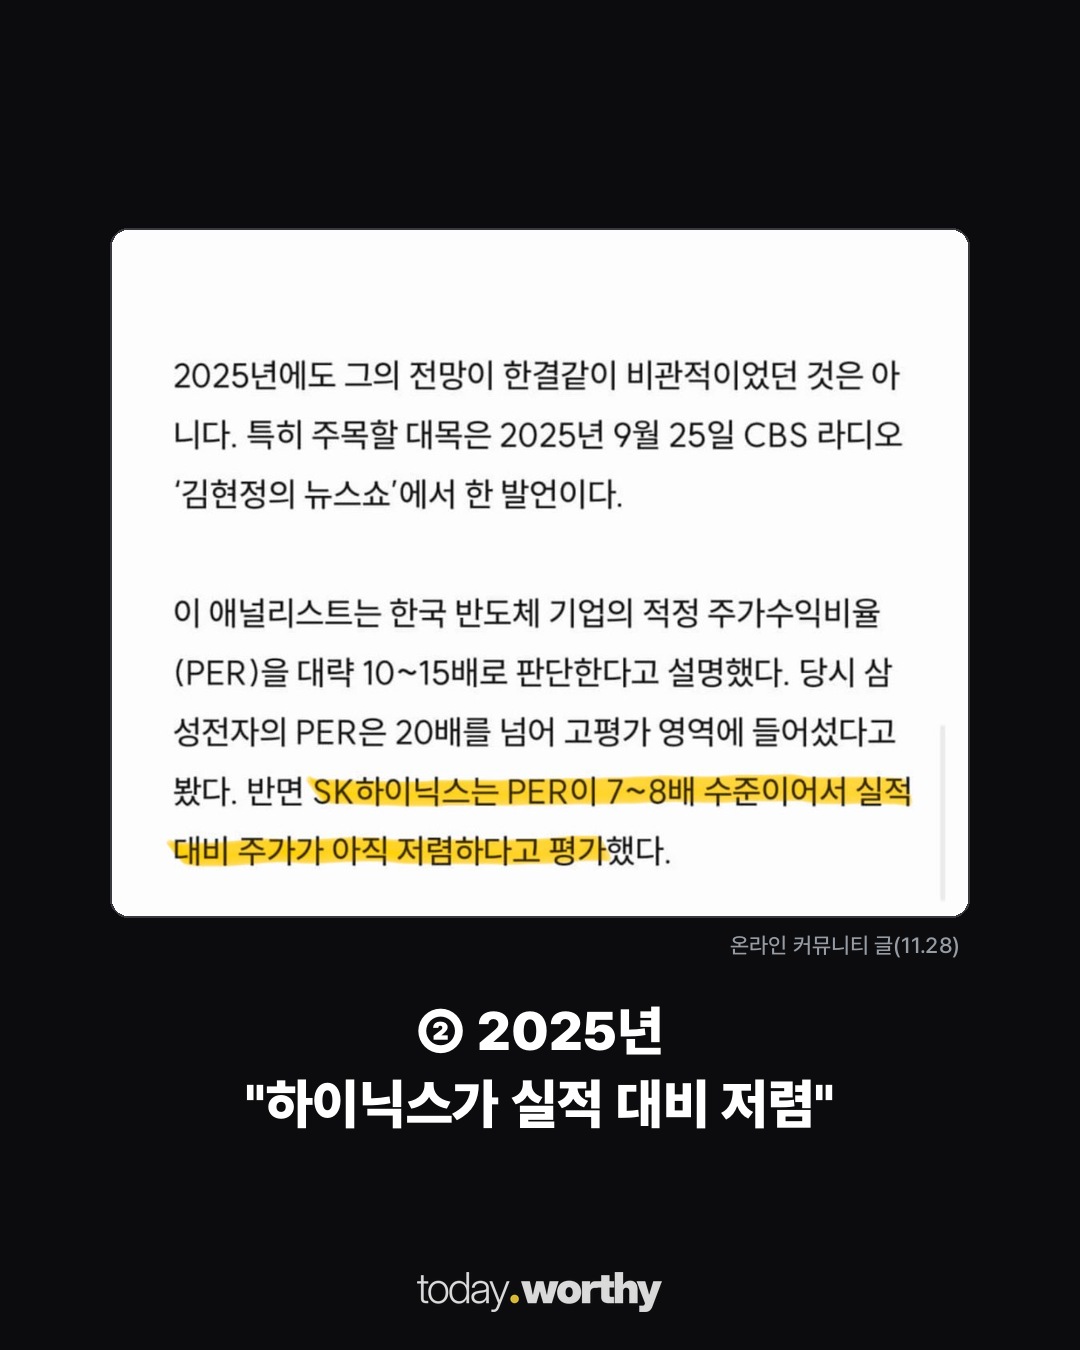 2025년에도 그의 전망이 한결같이 비관적이었던 것은 아
니다. 특히 주목할 대목은 2025년 9월 25일 CBS 라디오
‘김현정의 뉴스쇼’에서 한 발언이다.
이 애널리스트는 한국 반도체 기업의 적정 주가수익비율
(PER)을 대략 10~15배로 판단한다고 설명했다. 당시 삼
성전자의 PER은 20배를 넘어 고평가 영역에 들어섰다고
봤다. 반면 SK하이닉스는 PER이 7~8배 수준이어서 실적
대비 주가가 아직 저렴하다고 평가했다.
온라인 커뮤니티 글(11.28)
② 2025년
"하이닉스가 실적 대비 저렴"
today.worthy